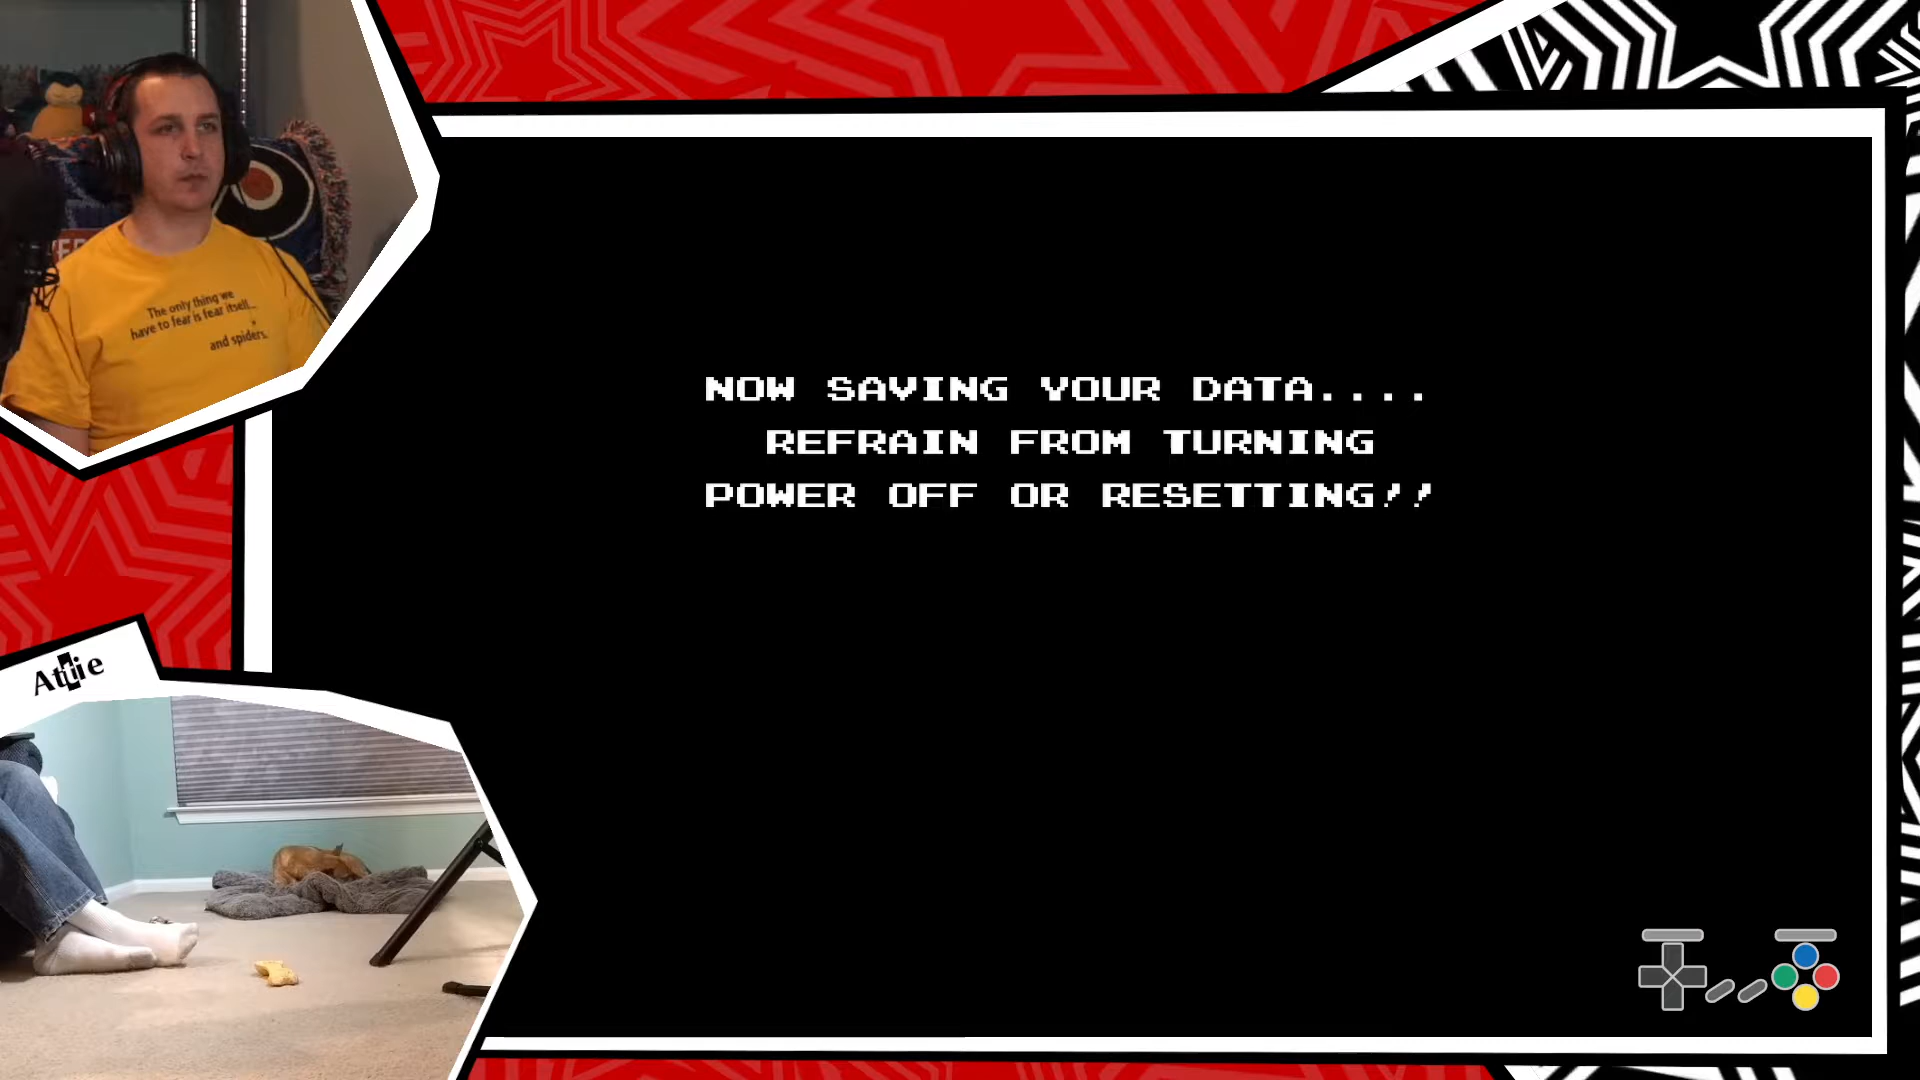 The only thing we
have to fear is fear itself...
and spiders.
NOW SAVING YOUR DATA....
REFRAIN FROM TURNING
POWER OFF OR RESETTING!!
Attie